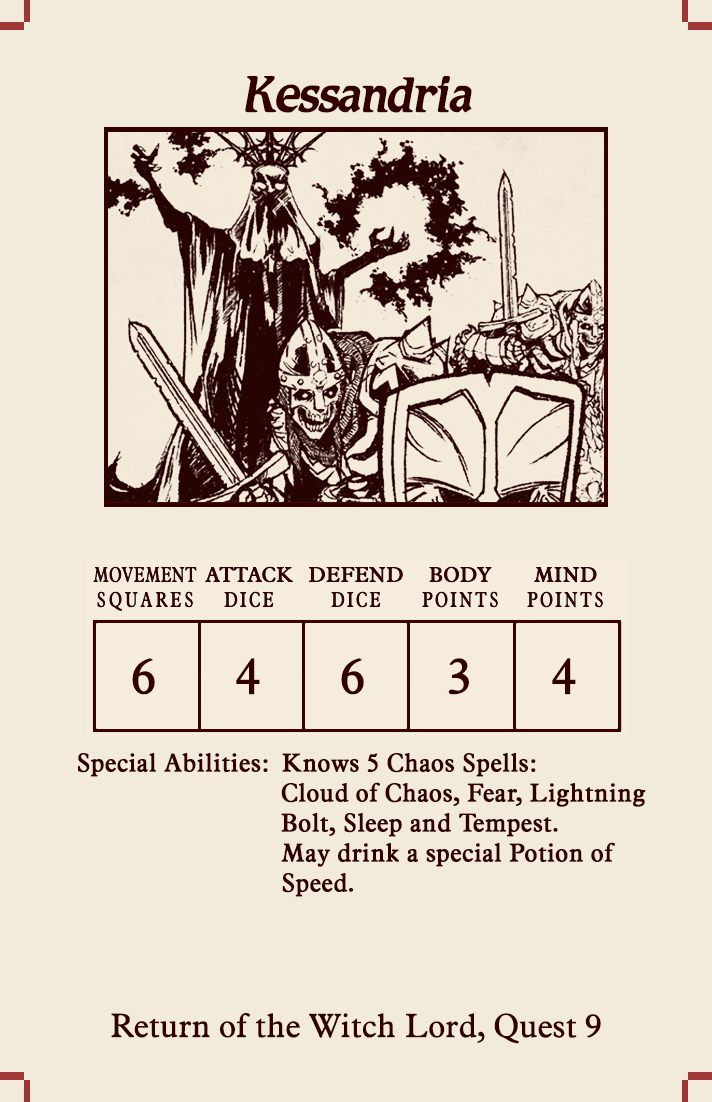 Kessandria
MOVEMENT SQUARES ATTACK DICE DEFEND DICE BODY POINTS MIND POINTS
6 4 6 3 4
Special Abilities: Knows 5 Chaos Spells:
Cloud of Chaos, Fear, Lightning
Bolt, Sleep and Tempest.
May drink a special Potion of
Speed.
Return of the Witch Lord, Quest 9